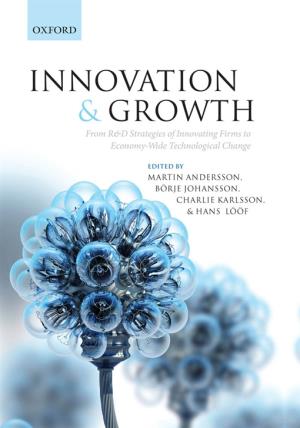 OXFORD
INNOVATION
& GROWTH
From R&D Strategies of Innovating Firms to
Economy-Wide Technological Change
EDITED BY
MARTIN ANDERSSON,
BÖRJE JOHANSSON,
CHARLIE KARLSSON,
& HANS LÖÖF